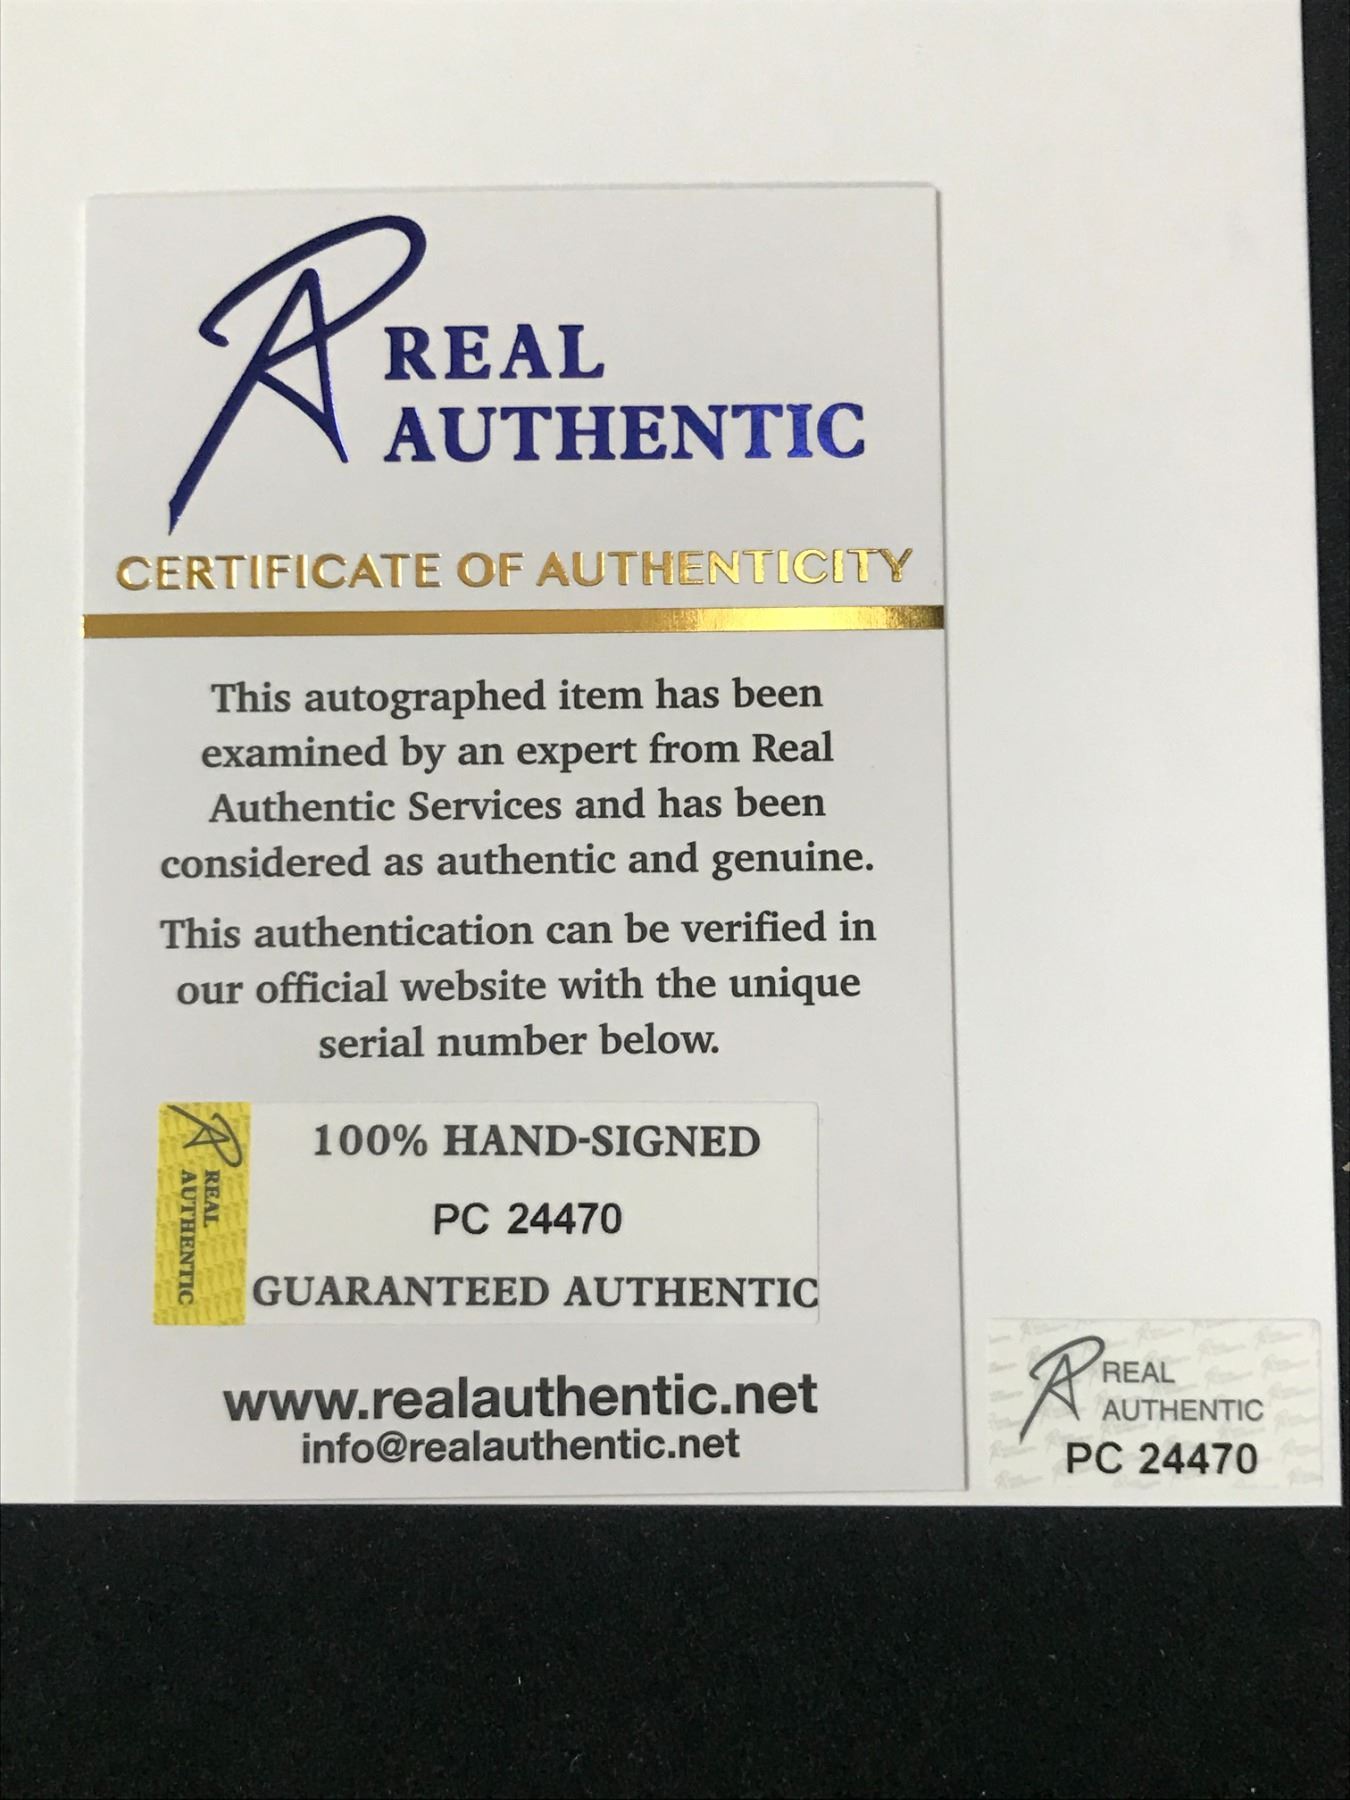 REAL
AUTHENTIC
CERTIFICATE OF AUTHENTICITY
This autographed item has been
examined by an expert from Real
Authentic Services and has been
considered as authentic and genuine.
This authentication can be verified in
our official website with the unique
serial number below.
REAL
AUTHENTIC
100% HAND-SIGNED
PC 24470
GUARANTEED AUTHENTIC
www.realauthentic.net
info@realauthentic.net
REAL
AUTHENTIC
PC 24470